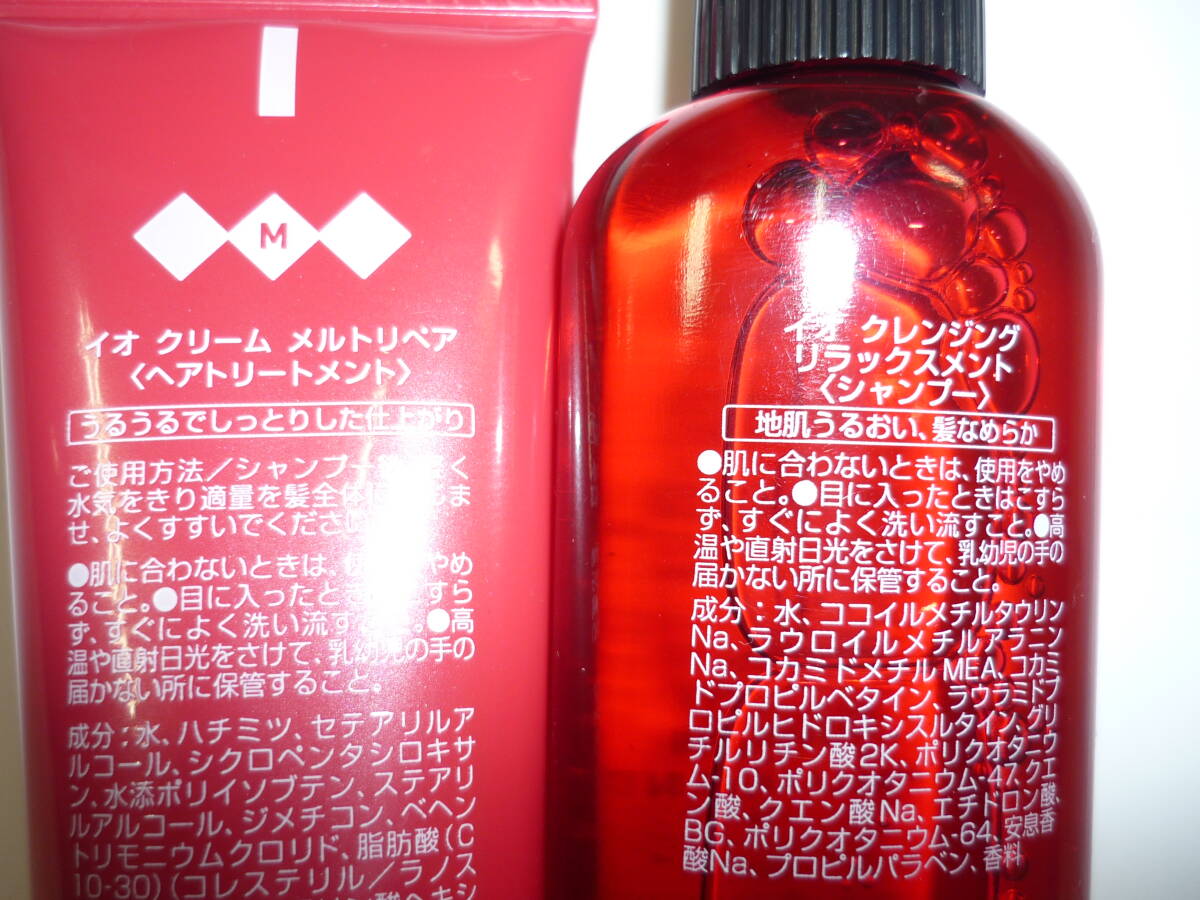 M
イオ クリーム メルトリペア
〈ヘアトリートメント〉
うるうるでしっとりした仕上がり
ご使用方法／シャンプー
水気をきり適量を髪全体に
せ、よくすすいでください
●肌に合わないときは、使 やめ
ること。●目に入ったと すら
ず、すぐによく洗い流す 。●高
温や直射日光をさけて、乳幼児の手の
届かない所に保管すること。
成分：水、ハチミツ、セテアリルア
ルコール、シクロペンタシロキサ
ン、水添ポリイソブテン、ステアリ
ルアルコール、ジメチコン、ベヘン
トリモニウムクロリド、脂肪酸(C
10-30)(コレステリル／ラノス
イオ クレンジング
リラックスメント
〈シャンプー〉
地肌うるおい、髪なめらか
●肌に合わないときは、使用をやめ
ること。●目に入ったときはこすら
ず、すぐによく洗い流すこと。●高
温や直射日光をさけて、乳幼児の手の
届かない所に保管すること。
成分：水、ココイルメチルタウリン
Na、ラウロイルメチルアラニン
Na、コカミドメチルMEA、コカミ
ドプロピルベタイン、ラウラミドプ
ロピルヒドロキシスルタイン、グリ
チルリチン酸2K、ポリクオタニウ
ム-10、ポリクオタニウム-47、クエ
ン酸、クエン酸Na、エチドロン酸、
BG、ポリクオタニウム-64、安息香
酸Na、プロピルパラベン、香料